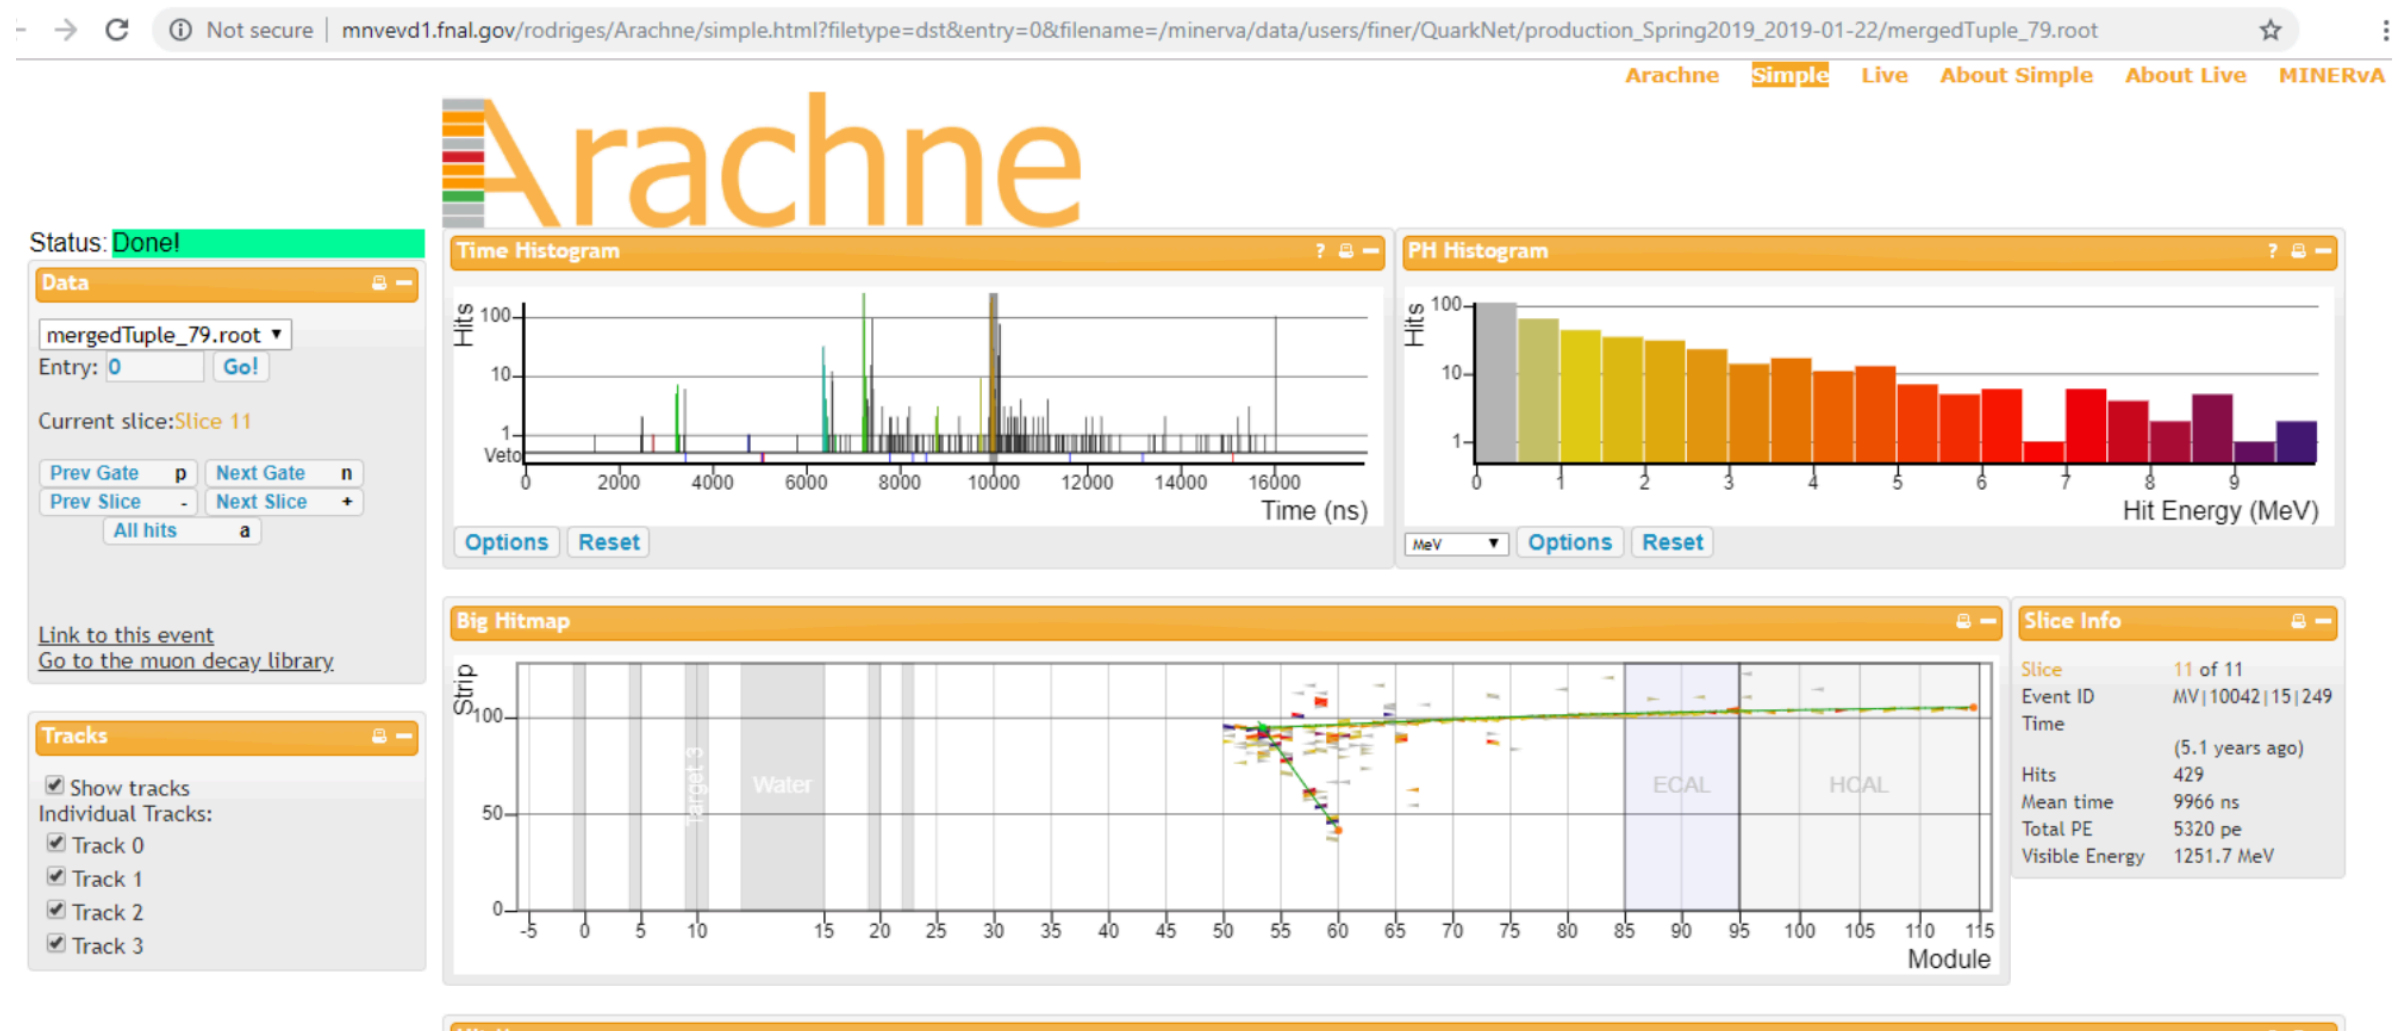 Not secure | mnvevd1.fnal.gov/rodriges/Arachne/simple.html?filetype=dst&entry=0&filename=/minerva/data/users/finer/QuarkNet/production_Spring2019_2019-01-22/mergedTuple_79.root
Arachne Simple Live About Simple About Live MINERvA
Arachne
Status: Done!
Data
mergedTuple_79.root
Entry: 0 Go!
Current slice:Slice 11
Prev Gate p Next Gate n
Prev Slice - Next Slice +
All hits a
Link to this event
Go to the muon decay library
Tracks
Show tracks
Individual Tracks:
Track 0
Track 1
Track 2
Track 3
Time Histogram ?
Hits
100
10
1
Veto
0 2000 4000 6000 8000 10000 12000 14000 16000
Time (ns)
Options Reset
PH Histogram ?
Hits
100
10
1
0 1 2 3 4 5 6 7 8 9
Hit Energy (MeV)
MeV Options Reset
Big Hitmap
Strip
100
50
0
Target 3
Water
ECAL
HCAL
-5 0 5 10 15 20 25 30 35 40 45 50 55 60 65 70 75 80 85 90 95 100 105 110 115
Module
Slice Info
Slice 11 of 11
Event ID MV|10042|15|249
Time
(5.1 years ago)
Hits 429
Mean time 9966 ns
Total PE 5320 pe
Visible Energy 1251.7 MeV